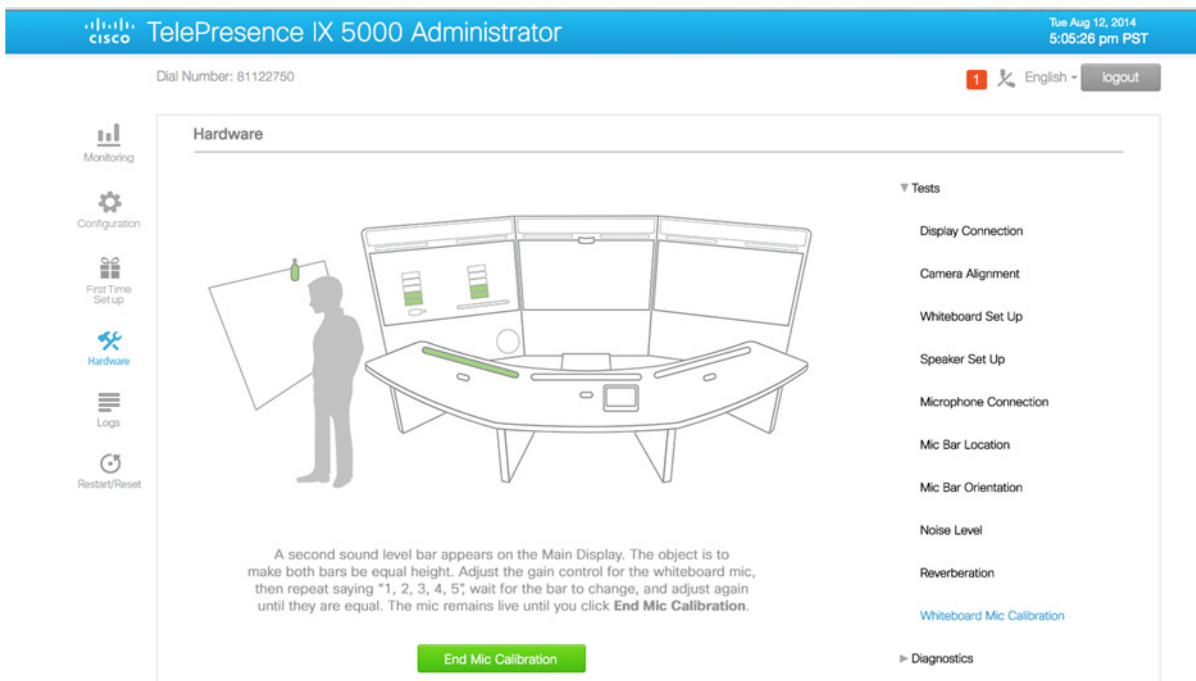 CISCO TelePresence IX 5000 Administrator
Tue Aug 12, 2014
5:05:26 pm PST
Dial Number: 81122750
1 English logout
Monitoring
Configuration
First Time
Set up
Hardware
Logs
Restart/Reset
Hardware
A second sound level bar appears on the Main Display. The object is to
make both bars be equal height. Adjust the gain control for the whiteboard mic,
then repeat saying “1, 2, 3, 4, 5”, wait for the bar to change, and adjust again
until they are equal. The mic remains live until you click End Mic Calibration.
End Mic Calibration
Tests
Display Connection
Camera Alignment
Whiteboard Set Up
Speaker Set Up
Microphone Connection
Mic Bar Location
Mic Bar Orientation
Noise Level
Reverberation
Whiteboard Mic Calibration
Diagnostics